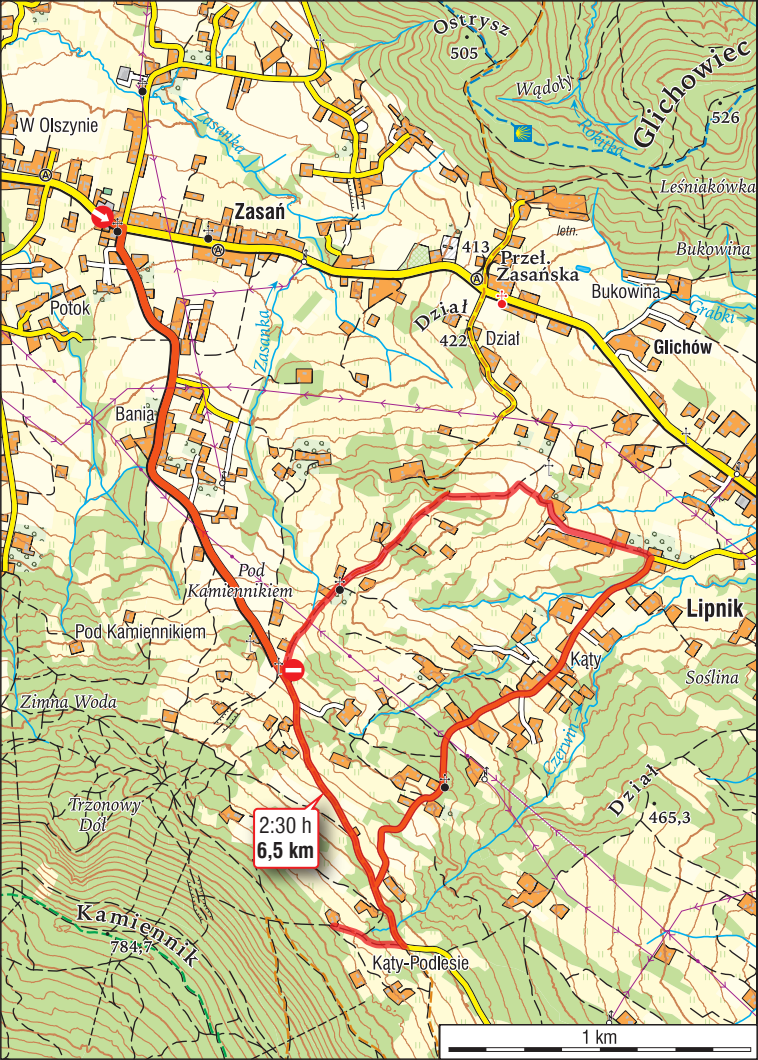 Ostrysz
505
Wądoły
Glichowiec
Rokitka
526
W Olszynie
Zasanka
Leśniakówka
Zasań
letn.
A
A
413
Przeł.
Zasańska
A
Bukowina
Bukowina
Potok
Dział
Grabki
422
Dział
Glichów
Zasanka
Bania
Pod
Kamiennikiem
Lipnik
Pod Kamiennikiem
Kąty
Soślina
Zimna Woda
Czerwin
Dział
465,3
Trzonowy
Dół
2:30 h
6,5 km
Kamiennik
784,7
Kąty-Podlesie
1 km